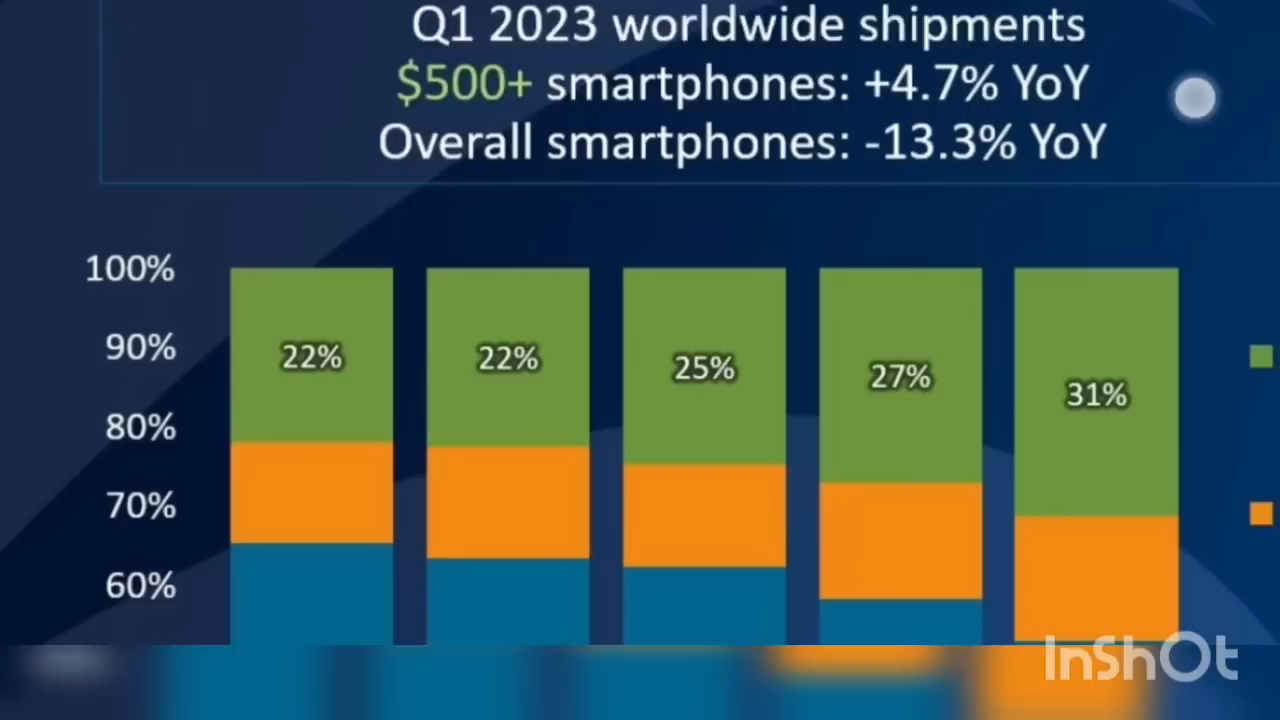 Q1 2023 worldwide shipments
$500+ smartphones: +4.7% YoY
Overall smartphones: -13.3% YoY
100%
90%
80%
70%
60%
22%
22%
25%
27%
31%
InShOt